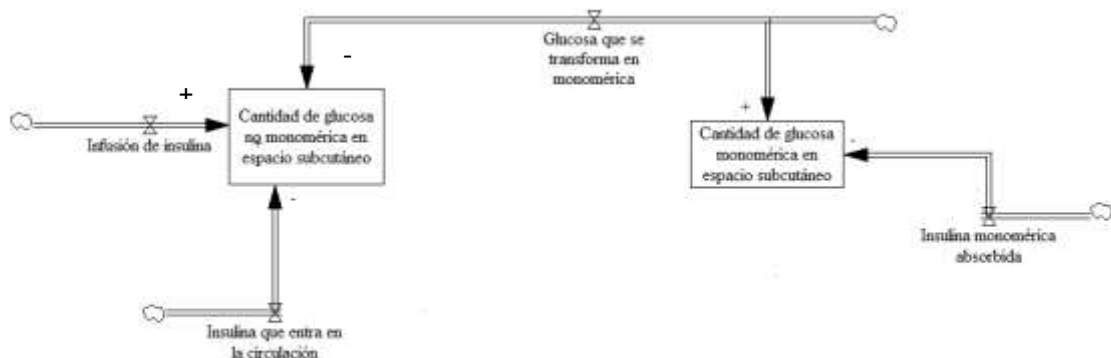 Glucosa que se
transforma en
monomérica
-
+
Cantidad de glucosa
no monomérica en
espacio subcutáneo
Infusión de insulina
-
Insulina que entra en
la circulación
+
Cantidad de glucosa
monomérica en
espacio subcutáneo
-
Insulina monomérica
absorbida